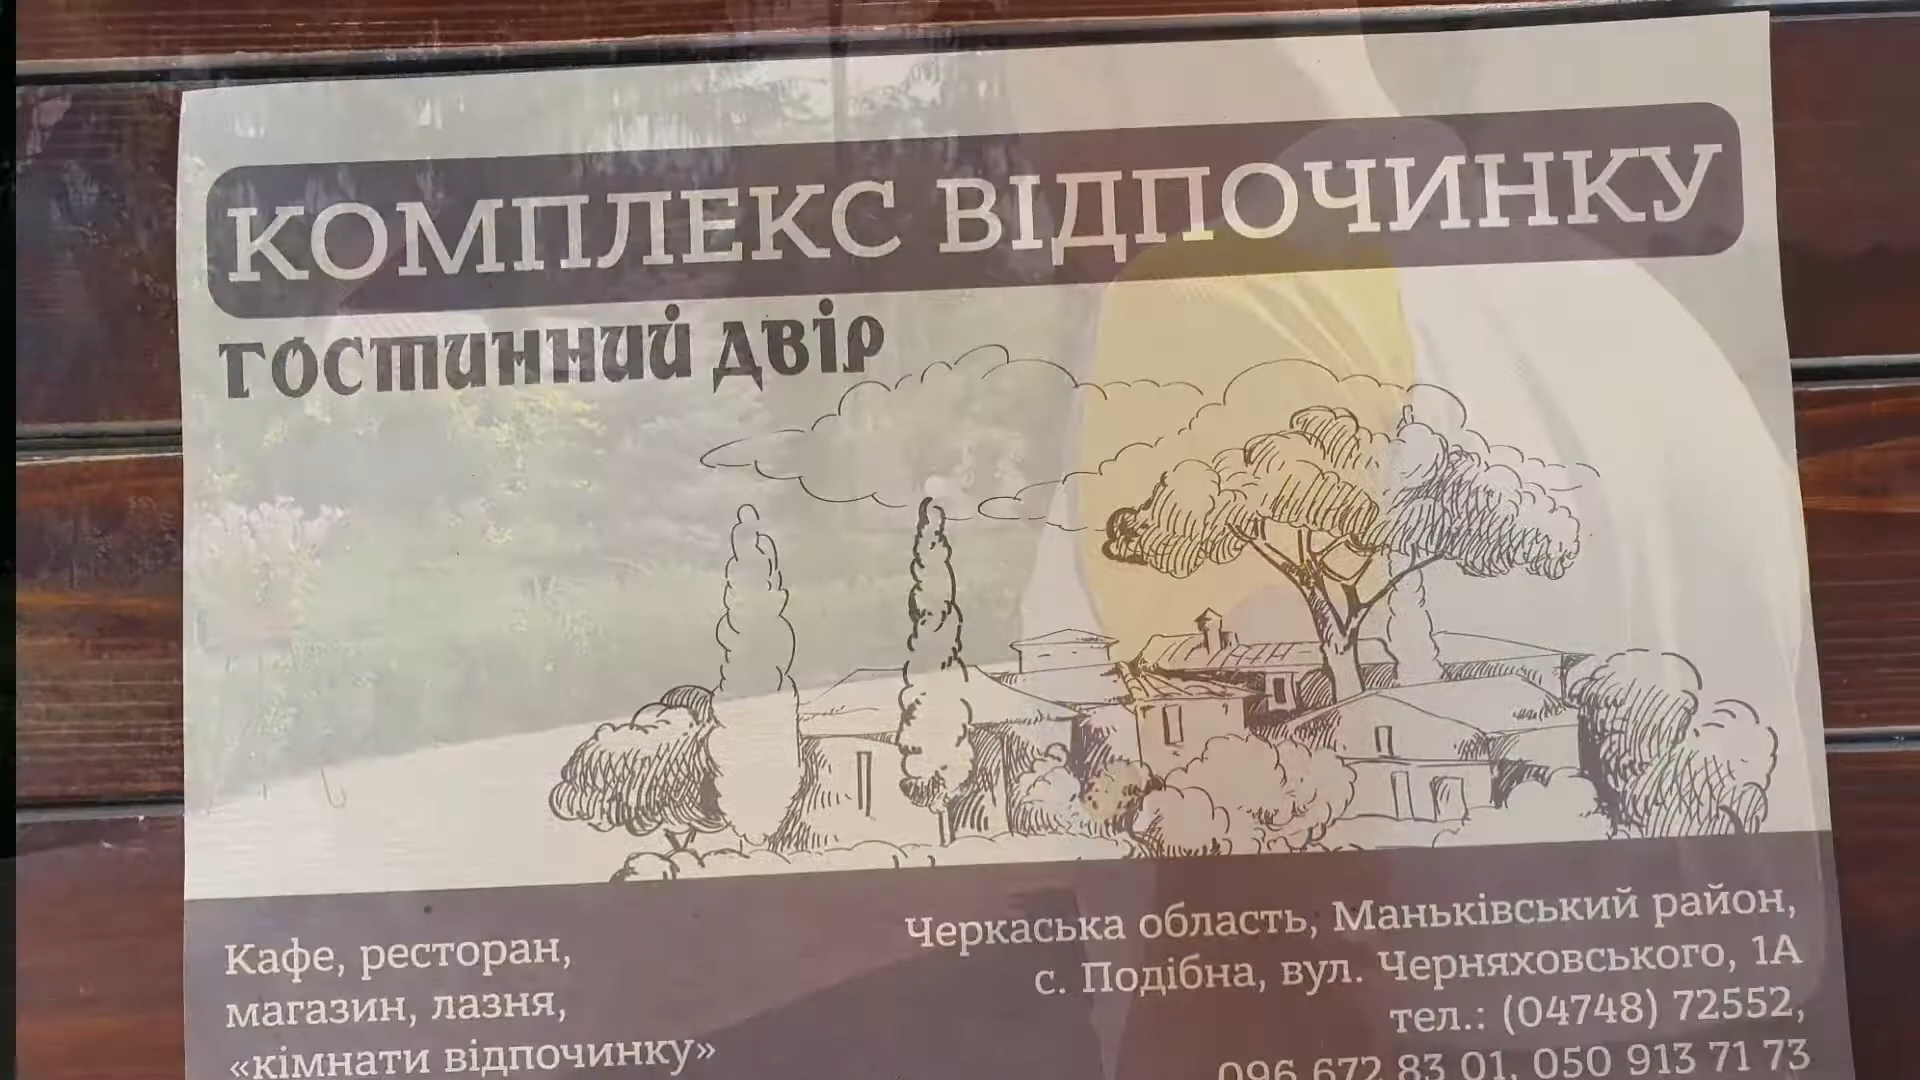 КОМПЛЕКС ВІДПОЧИНКУ
ГОСТИННИЙ ДВІР
Кафе, ресторан,
магазин, лазня,
«кімнати відпочинку»
Черкаська область, Маньківський район,
с. Подібна, вул. Черняховського, 1А
тел.: (04748) 72552,
096 672 83 01, 050 913 71 73